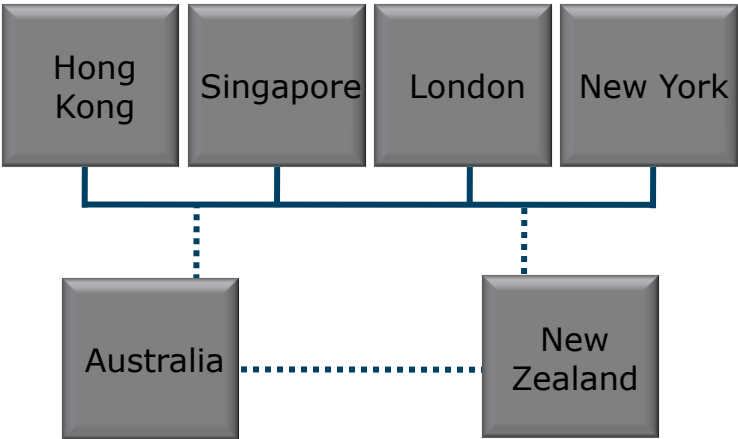 Hong
Kong
Singapore
London
New York
Australia
New
Zealand